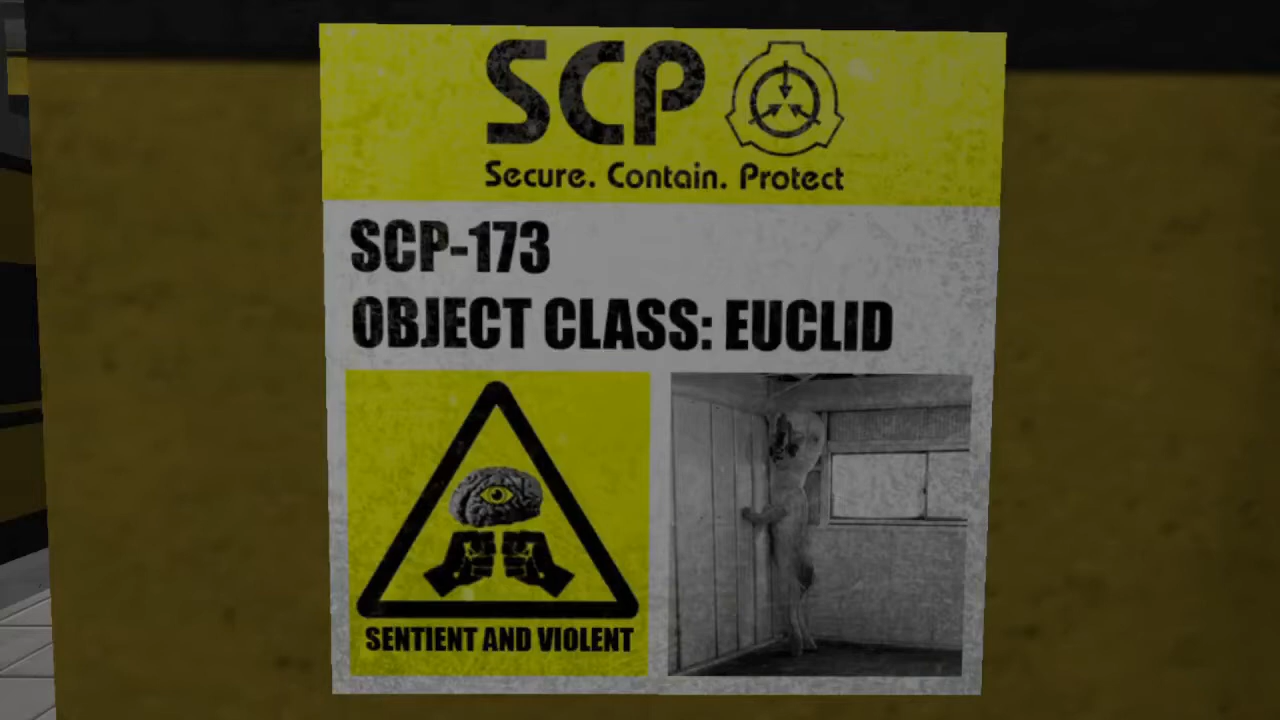 SCP
Secure. Contain. Protect
SCP-173
OBJECT CLASS: EUCLID
SENTIENT AND VIOLENT